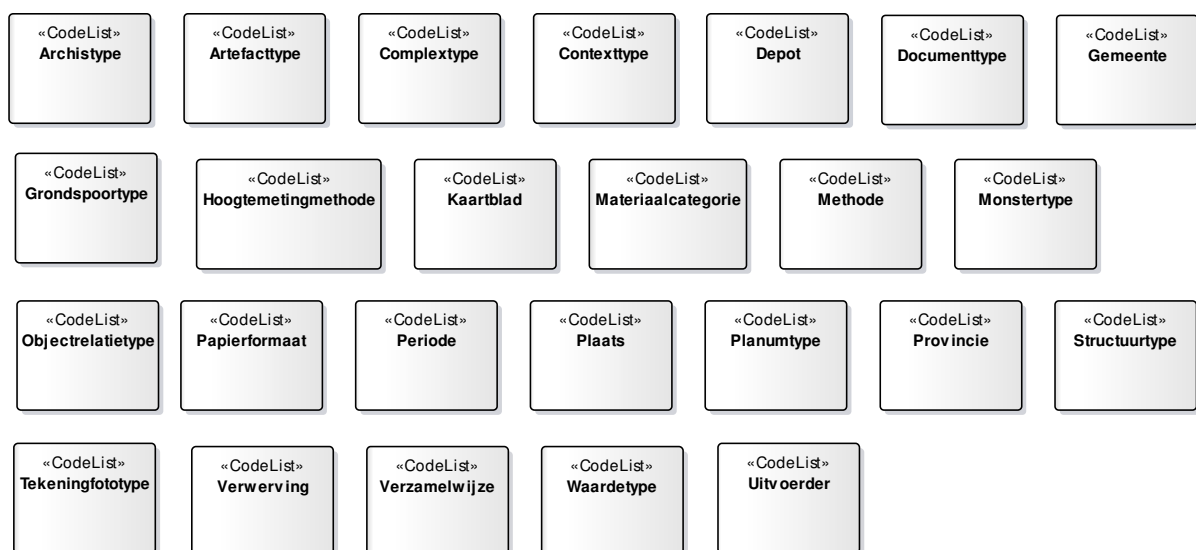 «CodeList» «CodeList» «CodeList» «CodeList» «CodeList» «CodeList» «CodeList»
Archistype Artefacttype Complextype Contexttype Depot Documenttype Gemeente
«CodeList» «CodeList» «CodeList» «CodeList» «CodeList» «CodeList»
Grondspoortype Hoogtemetingmethode Kaartblad Materiaalcategorie Methode Monstertype
«CodeList» «CodeList» «CodeList» «CodeList» «CodeList» «CodeList» «CodeList»
Objectrelatietype Papierformaat Periode Plaats Planumtype Provincie Structuurtype
«CodeList» «CodeList» «CodeList» «CodeList» «CodeList»
Tekeningfototype Verwerving Verzamelwijze Waardetype Uitvoerder